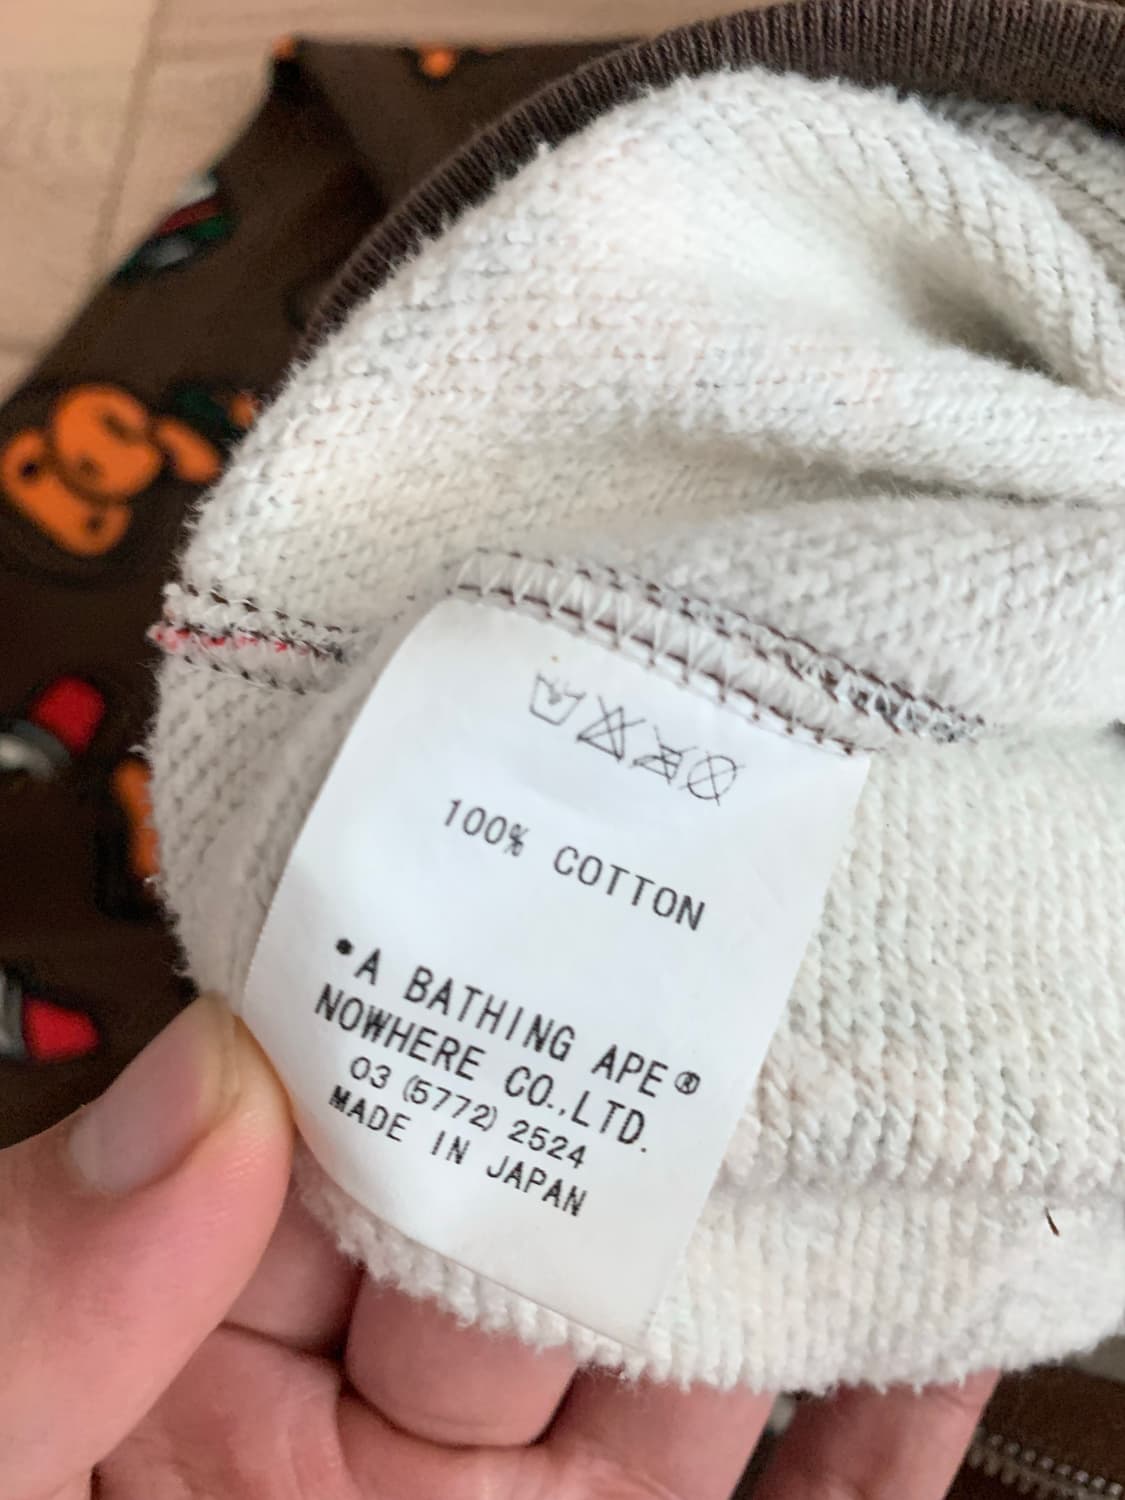 100% COTTON
•A BATHING APE®
NOWHERE CO.,LTD.
03 (5772) 2524
MADE IN JAPAN